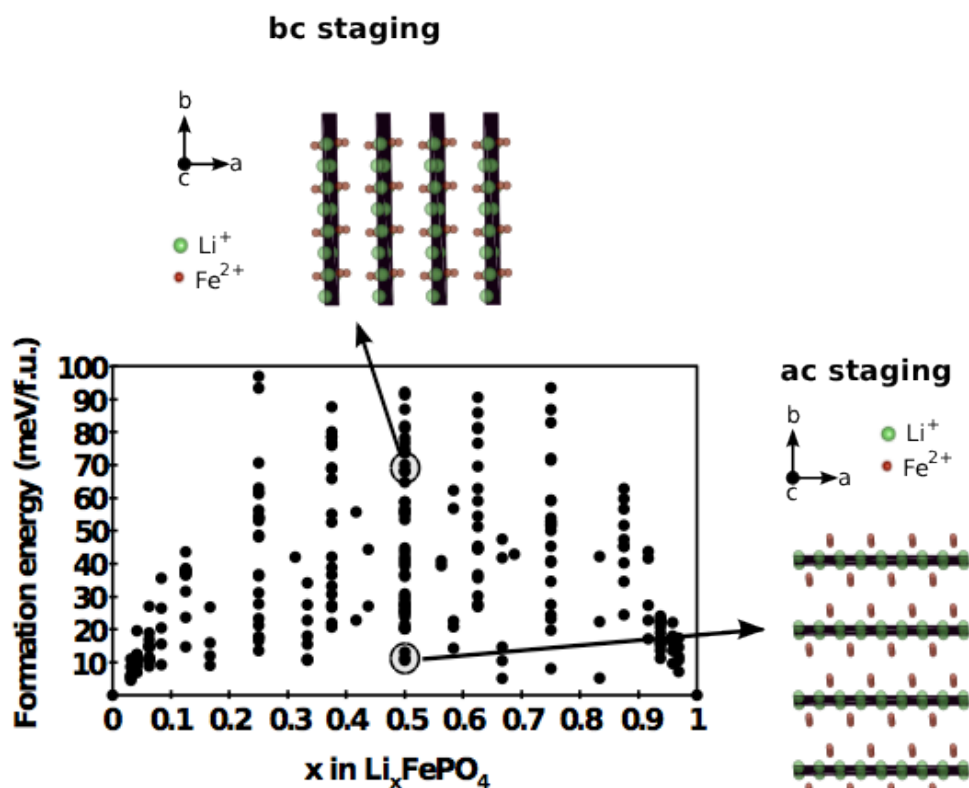 bc staging
b
c
a
Li+
Fe2+
ac staging
b
c
a
Li+
Fe2+
Formation energy (meV/f.u.)
100
90
80
70
60
50
40
30
20
10
0 0.1 0.2 0.3 0.4 0.5 0.6 0.7 0.8 0.9 1
x in LixFePO4